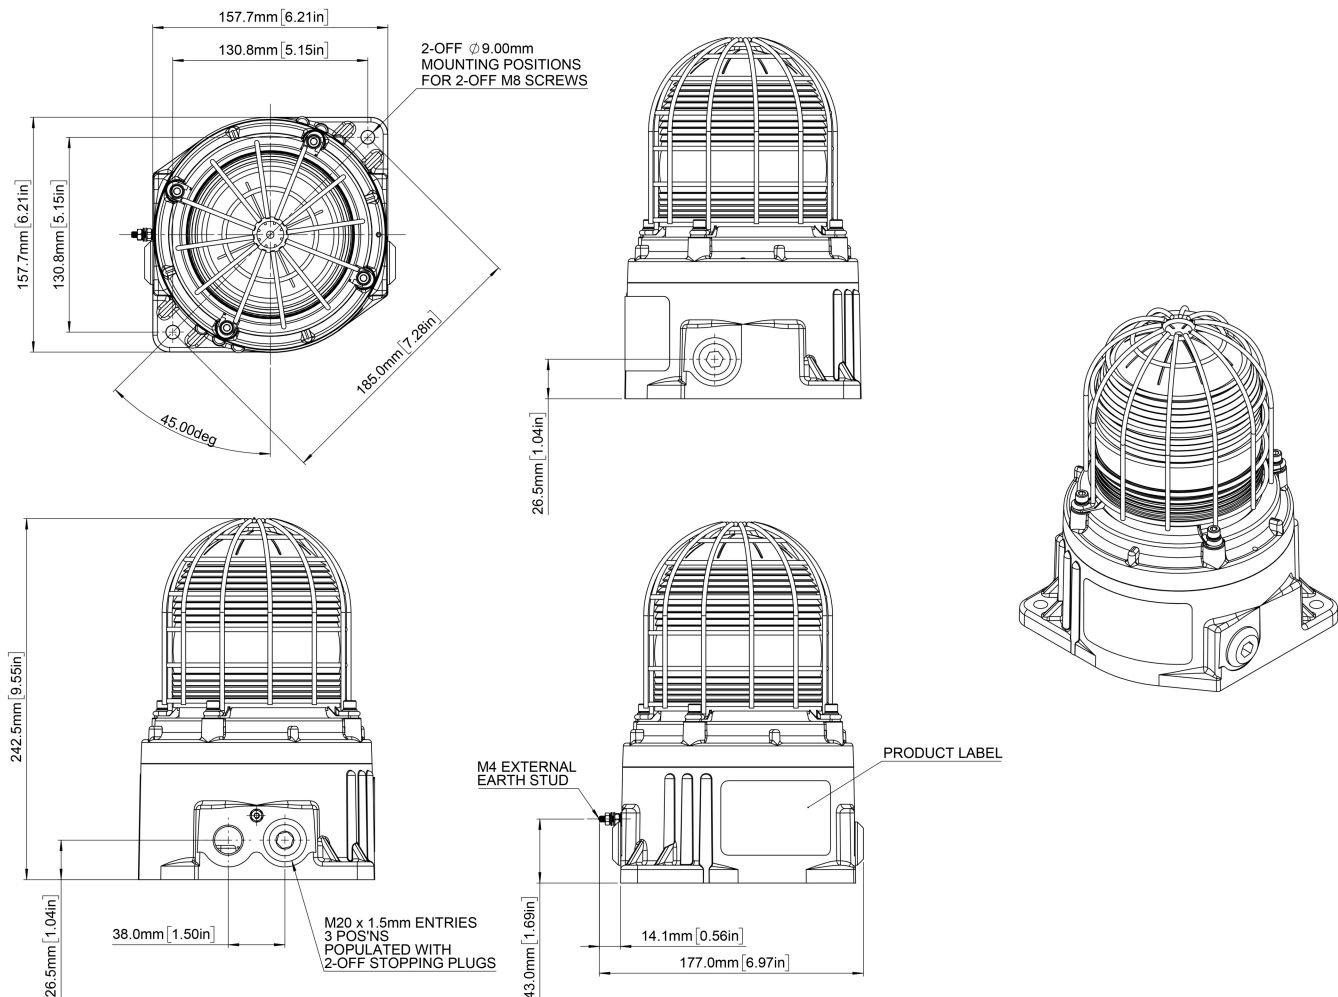 157.7mm[6.21in]
130.8mm[5.15in]
2-OFF ∅9.00mm
MOUNTING POSITIONS
FOR 2-OFF M8 SCREWS
157.7mm[6.21in]
130.8mm[5.15in]
185.0mm[7.28in]
45.00deg
26.5mm[1.04in]
242.5mm[9.55in]
26.5mm[1.04in]
38.0mm[1.50in]
M20 x 1.5mm ENTRIES
3 POS'NS
POPULATED WITH
2-OFF STOPPING PLUGS
M4 EXTERNAL
EARTH STUD
PRODUCT LABEL
43.0mm[1.69in]
14.1mm[0.56in]
177.0mm[6.97in]